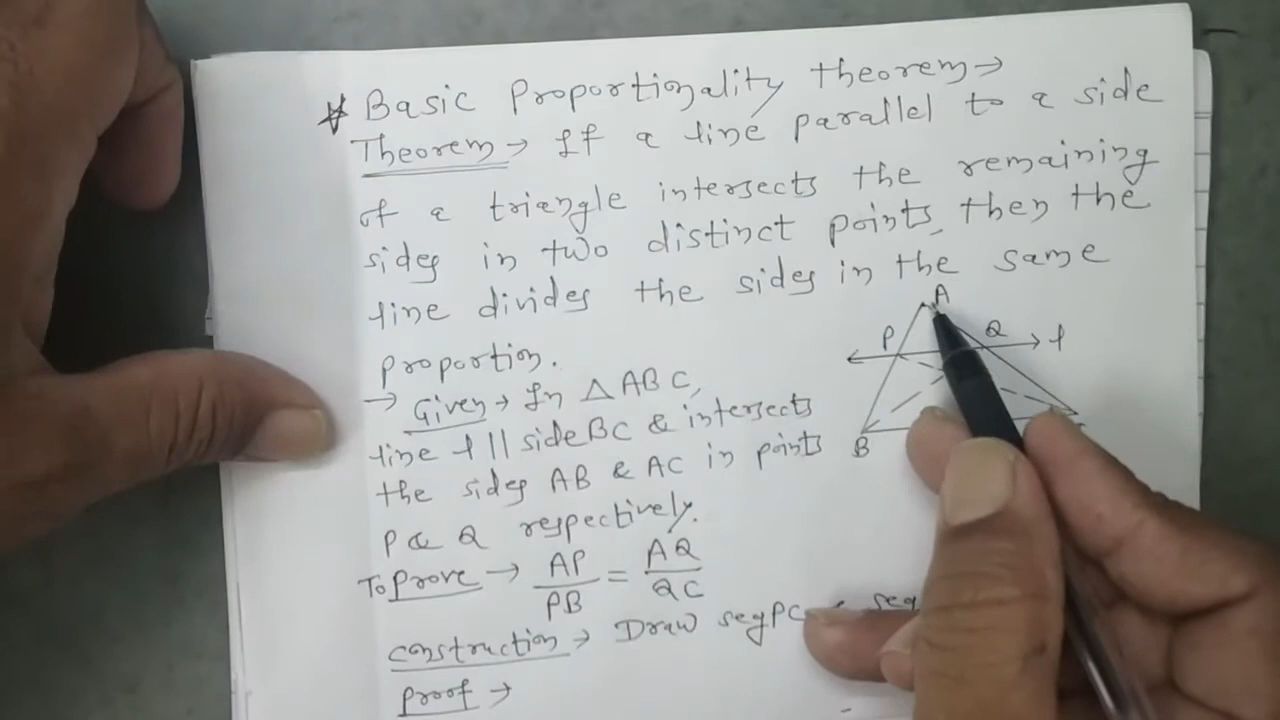 * Basic Proportionality theorem →
Theorem → If a line parallel to a side
of a triangle intersects the remaining
sides in two distinct points, then the
line divides the sides in the same
proportion.
A
P
Q
l
B
→ Given → In △ ABC,
line l || side BC & intersects
the sides AB & AC in points
P & Q respectively.
To prove → AP/PB = AQ/QC
construction → Draw seg PC & seg
proof →